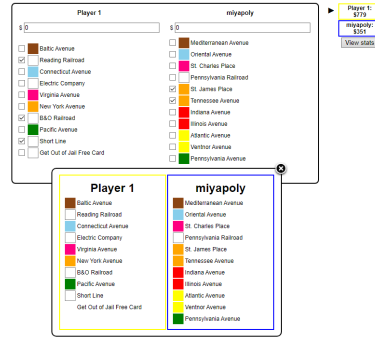 Player 1
miyapoly
$ 0
$ 0
Baltic Avenue
Reading Railroad
Connecticut Avenue
Electric Company
Virginia Avenue
New York Avenue
B&O Railroad
Pacific Avenue
Short Line
Get Out of Jail Free Card
Mediterranean Avenue
Oriental Avenue
St. Charles Place
Pennsylvania Railroad
St. James Place
Tennessee Avenue
Indiana Avenue
Illinois Avenue
Atlantic Avenue
Ventnor Avenue
Pennsylvania Avenue
Player 1:
$779
miyapoly:
$351
View stats
Player 1
Baltic Avenue
Reading Railroad
Connecticut Avenue
Electric Company
Virginia Avenue
New York Avenue
B&O Railroad
Pacific Avenue
Short Line
Get Out of Jail Free Card
miyapoly
Mediterranean Avenue
Oriental Avenue
St. Charles Place
Pennsylvania Railroad
St. James Place
Tennessee Avenue
Indiana Avenue
Illinois Avenue
Atlantic Avenue
Ventnor Avenue
Pennsylvania Avenue